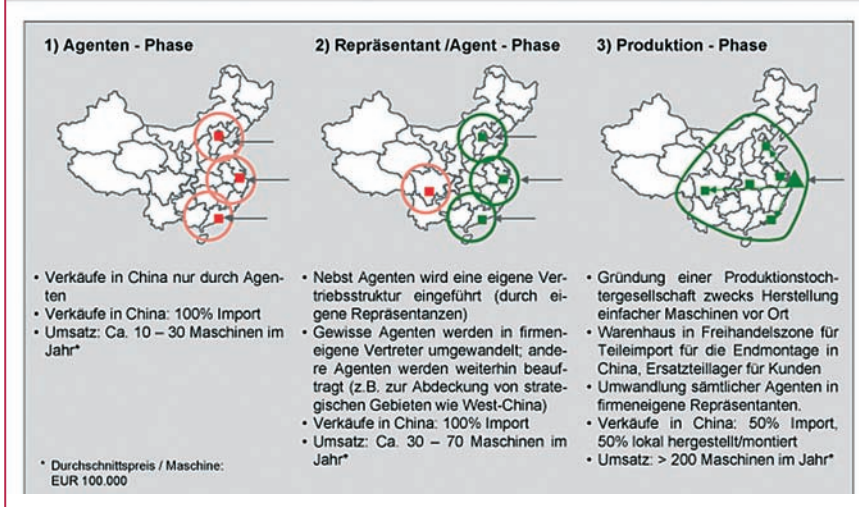 1) Agenten - Phase
• Verkäufe in China nur durch Agen-
ten
• Verkäufe in China: 100% Import
• Umsatz: Ca. 10 – 30 Maschinen im
Jahr*
* Durchschnittspreis / Maschine:
EUR 100.000
2) Repräsentant /Agent - Phase
• Nebst Agenten wird eine eigene Ver-
triebsstruktur eingeführt (durch ei-
gene Repräsentanzen)
• Gewisse Agenten werden in firmen-
eigene Vertreter umgewandelt; ande-
re Agenten werden weiterhin beauf-
tragt (z.B. zur Abdeckung von strate-
gischen Gebieten wie West-China)
• Verkäufe in China: 100% Import
• Umsatz: Ca. 30 – 70 Maschinen im
Jahr*
3) Produktion - Phase
• Gründung einer Produktionstoch-
tergesellschaft zwecks Herstellung
einfacher Maschinen vor Ort
• Warenhaus in Freihandelszone für
Teileimport für die Endmontage in
China, Ersatzteillager für Kunden
• Umwandlung sämtlicher Agenten in
firmeneigene Repräsentanten.
• Verkäufe in China: 50% Import,
50% lokal hergestellt/montiert
• Umsatz: > 200 Maschinen im Jahr*